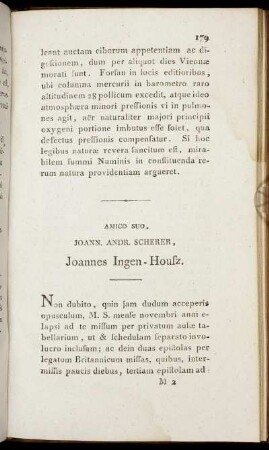 179
leant auctam ciborum appetentiam ac di-
gestionem, dum per aliquot dies Viennæ
morati sunt. Forsan in locis editioribus,
ubi columna mercurii in barometro raro
altitudinem 28 pollicum excedit, atque ideo
atmosphæra minori pressionis vi in pulmo-
nes agit, aër naturaliter majori principii
oxygeni portione imbutus esse solet, qua
defectus pressionis compensatur. Si hoc
legibus naturæ revera sancitum est, mira-
bilem summi Numinis in constituenda re-
rum natura providentiam argueret.
AMICO SUO,
JOANN. ANDR. SCHERER,
Joannes Ingen-Housz.
Non dubito, quin jam dudum acceperis
opusculum, M. S. mense novembri anni e-
lapsi ad te missum per privatum aulæ ta-
bellarium, ut & schedulam separato invo-
lucro inclusam; ac dein duas epistolas per
legatum Britannicum missas, quibus, inter-
missis paucis diebus, tertiam epistolam ad-
M 2